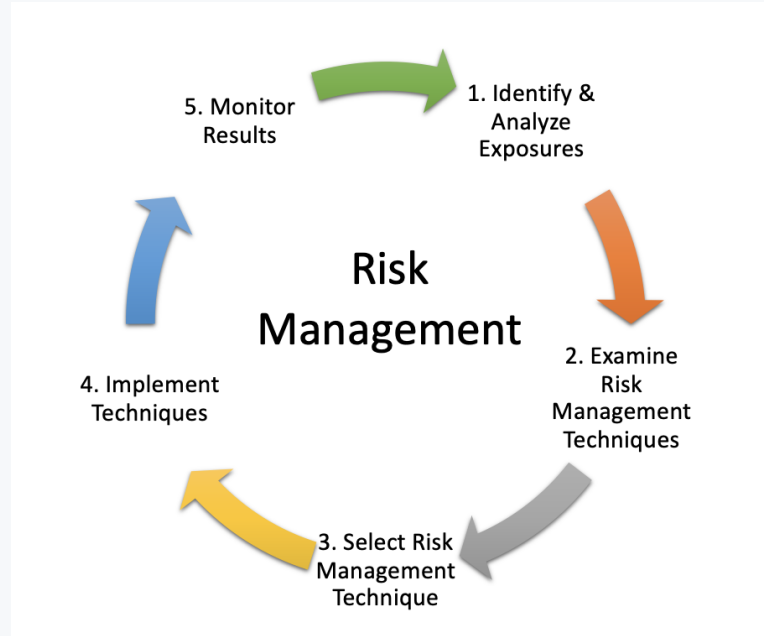 1. Identify &
Analyze
Exposures
2. Examine
Risk
Management
Techniques
3. Select Risk
Management
Technique
4. Implement
Techniques
5. Monitor
Results
Risk
Management